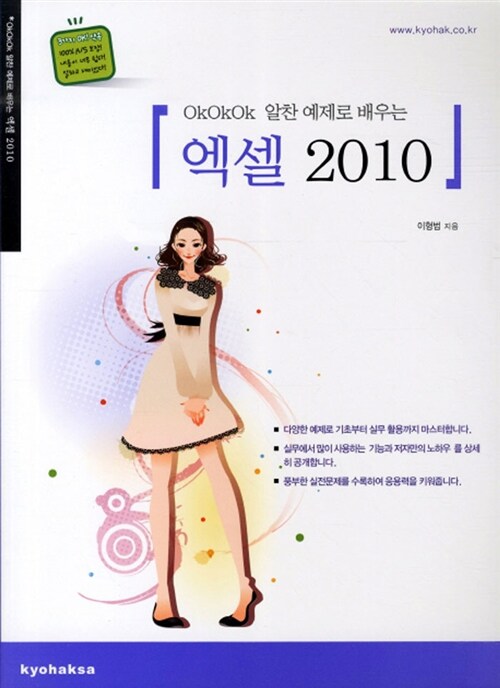 *OkOkOk 알찬 예제로 배우는 엑셀 2010
www.kyohak.co.kr
100% A/S 보장!
OkOkOk 알찬 예제로 배우는
엑셀 2010
이형범 지음
■ 다양한 예제로 기초부터 실무 활용까지 마스터합니다.
■ 실무에서 많이 사용하는 기능과 저자만의 노하우 를 상세
히 공개합니다.
■ 풍부한 실전문제를 수록하여 응용력을 키워줍니다.
kyohaksa